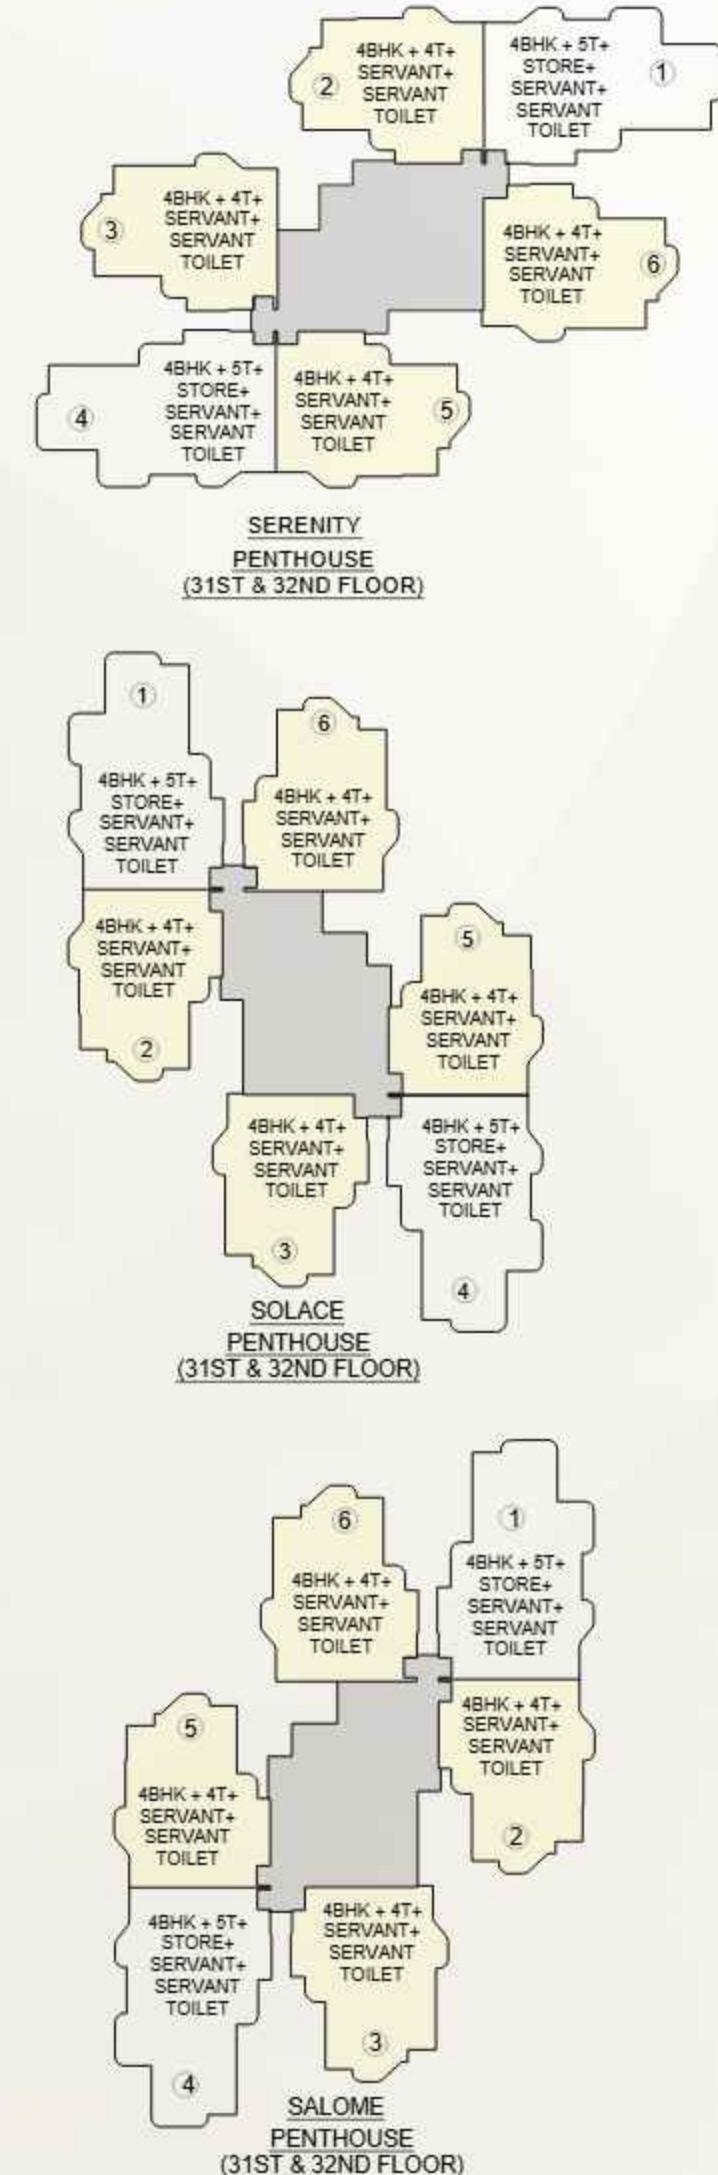 2
4BHK + 4T+
SERVANT+
SERVANT
TOILET
4BHK + 5T+
STORE+
SERVANT+
SERVANT
TOILET
1
3
4BHK + 4T+
SERVANT+
SERVANT
TOILET
4BHK + 4T+
SERVANT+
SERVANT
TOILET
6
4
4BHK + 5T+
STORE+
SERVANT+
SERVANT
TOILET
4BHK + 4T+
SERVANT+
SERVANT
TOILET
5
SERENITY
PENTHOUSE
(31ST & 32ND FLOOR)
1
4BHK + 5T+
STORE+
SERVANT+
SERVANT
TOILET
6
4BHK + 4T+
SERVANT+
SERVANT
TOILET
4BHK + 4T+
SERVANT+
SERVANT
TOILET
2
5
4BHK + 4T+
SERVANT+
SERVANT
TOILET
4BHK + 4T+
SERVANT+
SERVANT
TOILET
3
4BHK + 5T+
STORE+
SERVANT+
SERVANT
TOILET
4
SOLACE
PENTHOUSE
(31ST & 32ND FLOOR)
6
4BHK + 4T+
SERVANT+
SERVANT
TOILET
1
4BHK + 5T+
STORE+
SERVANT+
SERVANT
TOILET
5
4BHK + 4T+
SERVANT+
SERVANT
TOILET
4BHK + 4T+
SERVANT+
SERVANT
TOILET
2
4BHK + 5T+
STORE+
SERVANT+
SERVANT
TOILET
4
4BHK + 4T+
SERVANT+
SERVANT
TOILET
3
SALOME
PENTHOUSE
(31ST & 32ND FLOOR)